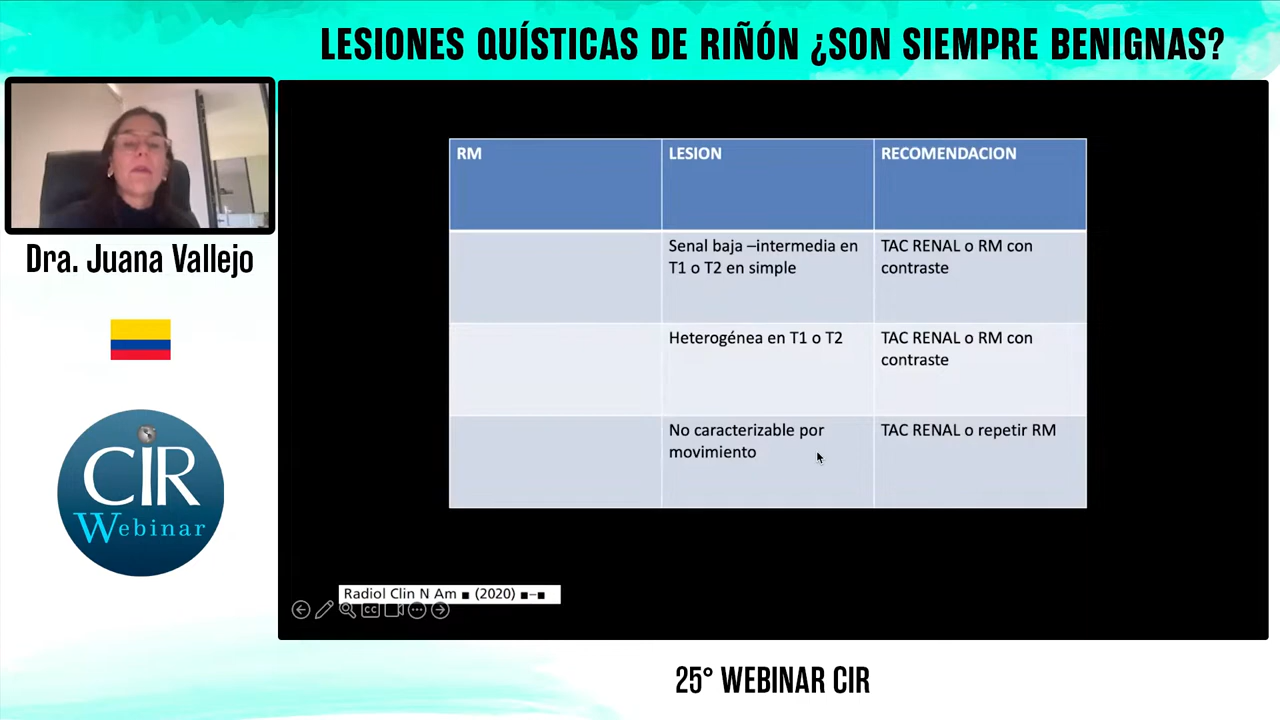 LESIONES QUÍSTICAS DE RIÑÓN ¿SON SIEMPRE BENIGNAS?
Dra. Juana Vallejo
CIR
Webinar
RM
LESION
RECOMENDACION
Senal baja –intermedia en
T1 o T2 en simple
TAC RENAL o RM con
contraste
Heterogénea en T1 o T2
TAC RENAL o RM con
contraste
No caracterizable por
movimiento
TAC RENAL o repetir RM
Radiol Clin N Am ■ (2020) ■–■
CC
25° WEBINAR CIR